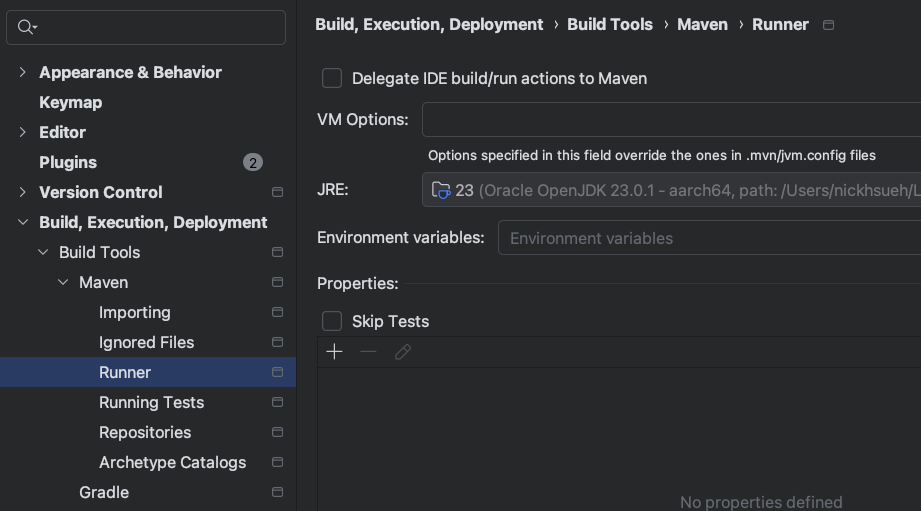 Appearance & Behavior
Keymap
Editor
Plugins 2
Version Control
Build, Execution, Deployment
Build Tools
Maven
Importing
Ignored Files
Runner
Running Tests
Repositories
Archetype Catalogs
Gradle
Build, Execution, Deployment › Build Tools › Maven › Runner
Delegate IDE build/run actions to Maven
VM Options:
Options specified in this field override the ones in .mvn/jvm.config files
JRE: 23 (Oracle OpenJDK 23.0.1 - aarch64, path: /Users/nickhsueh/L
Environment variables: Environment variables
Properties:
Skip Tests
No properties defined